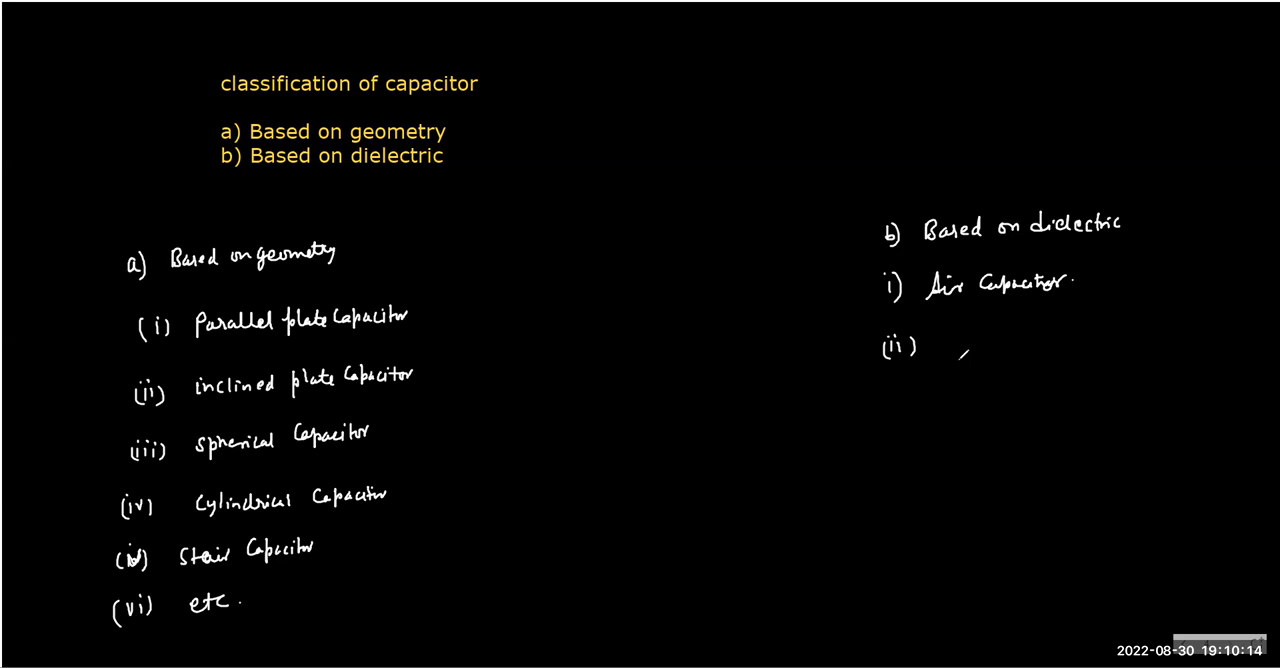 classification of capacitor
a) Based on geometry
b) Based on dielectric
a) Based on geometry
(i) Parallel plate Capacitor
(ii) inclined plate Capacitor
(iii) Spherical Capacitor
(iv) Cylindrical Capacitor
Stair Capacitor
(vi) etc.
b) Based on dielectric
i) Air Capacitor.
(ii)
2022-08-30 19:10:14